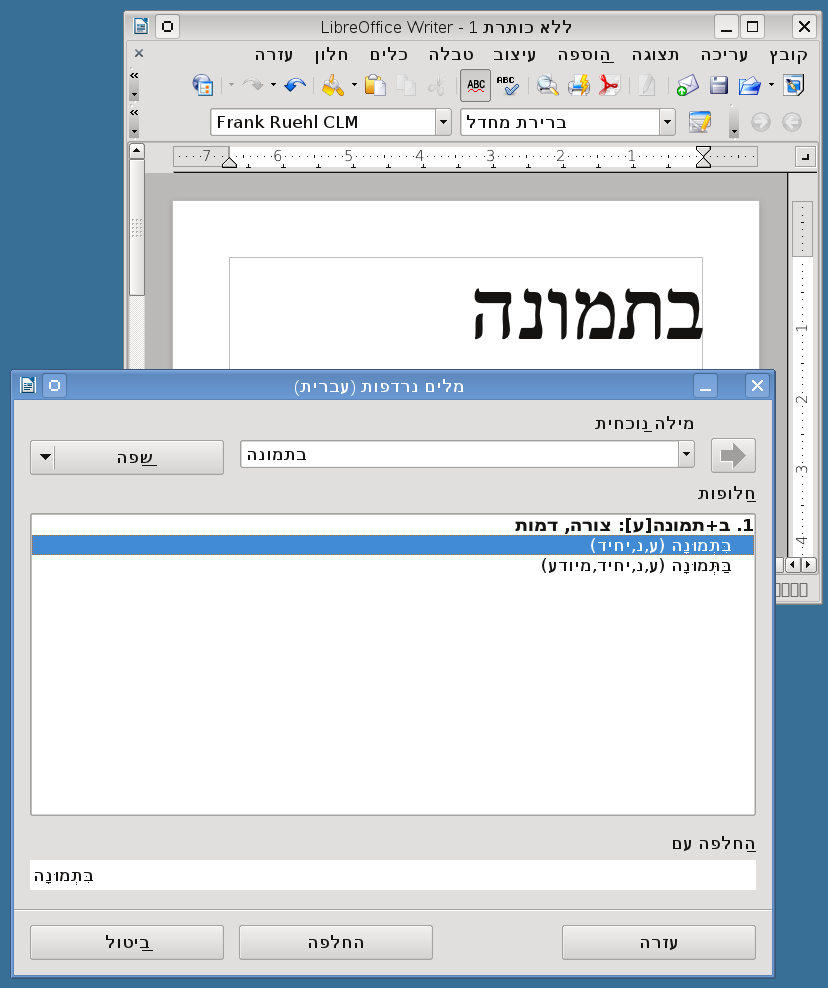 ללא כותרת 1 - LibreOffice Writer
קובץ עריכה תצוגה הוספה עיצוב טבלה כלים חלון עזרה
ABC ABC
ברירת מחדל Frank Ruehl CLM
1 2 3 4 5 6 7
בתמונה
1
2
3
4
מלים נרדפות (עברית)
מילה נוכחית
בתמונה שפה
חלופות
1. ב+תמונה[ע]: צורה, דמות
בִּתְמוּנָה (ע,נ,יחיד)
בַּתְּמוּנָה (ע,נ,יחיד,מיודע)
החלפה עם
בִּתְמוּנָה
עזרה החלפה ביטול